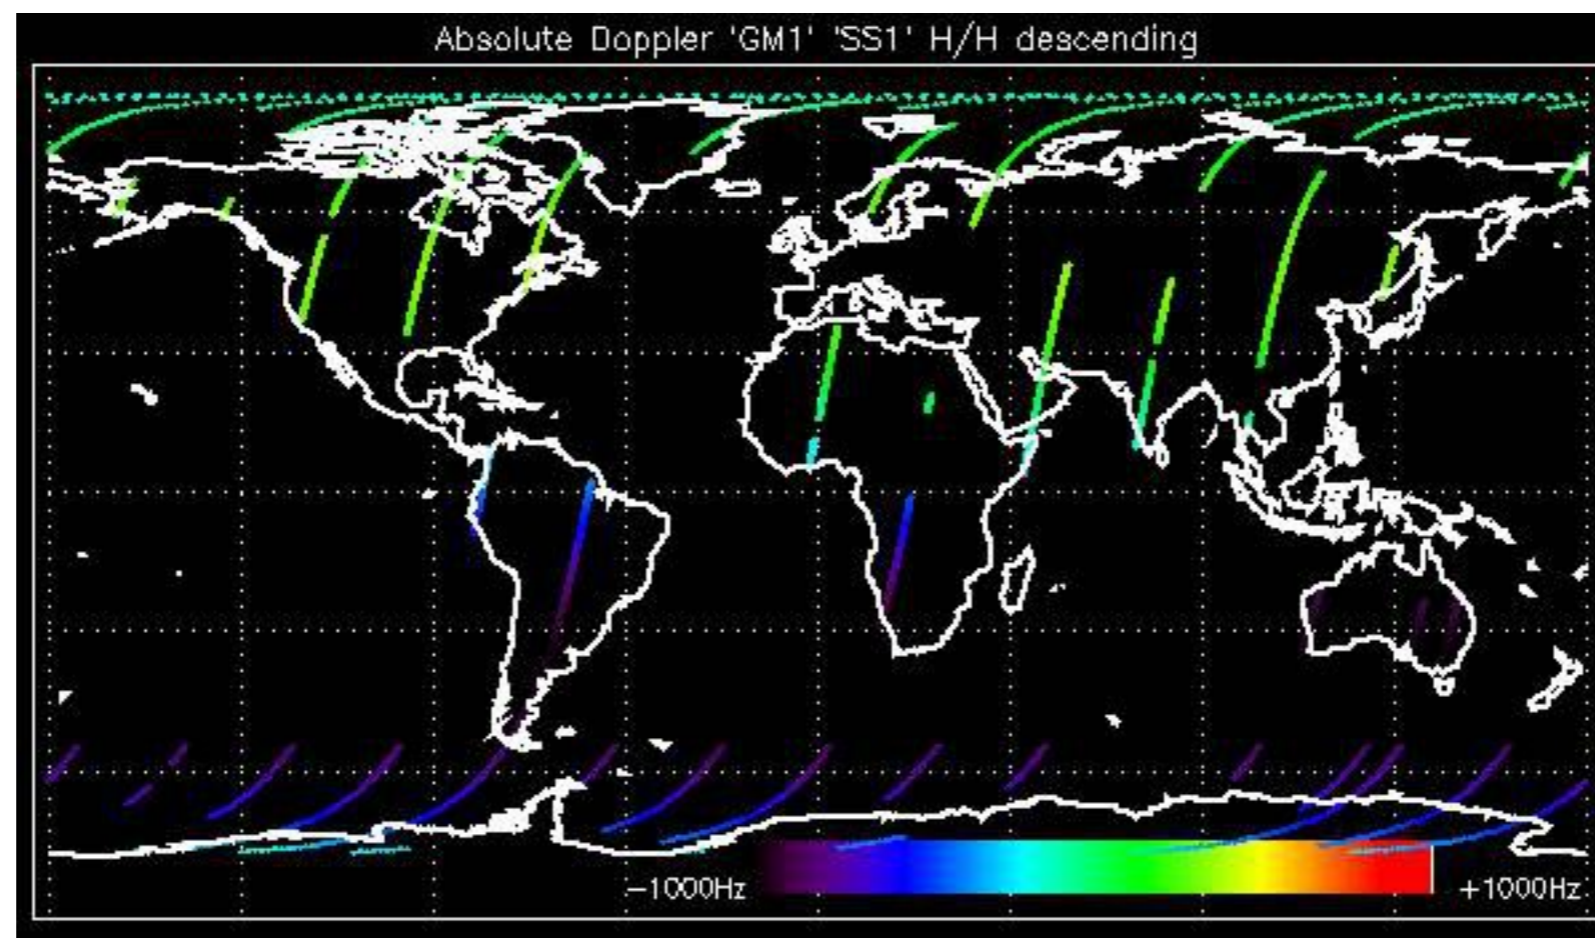 Absolute Doppler 'GM1' 'SS1' H/H descending
−1000Hz
+1000Hz